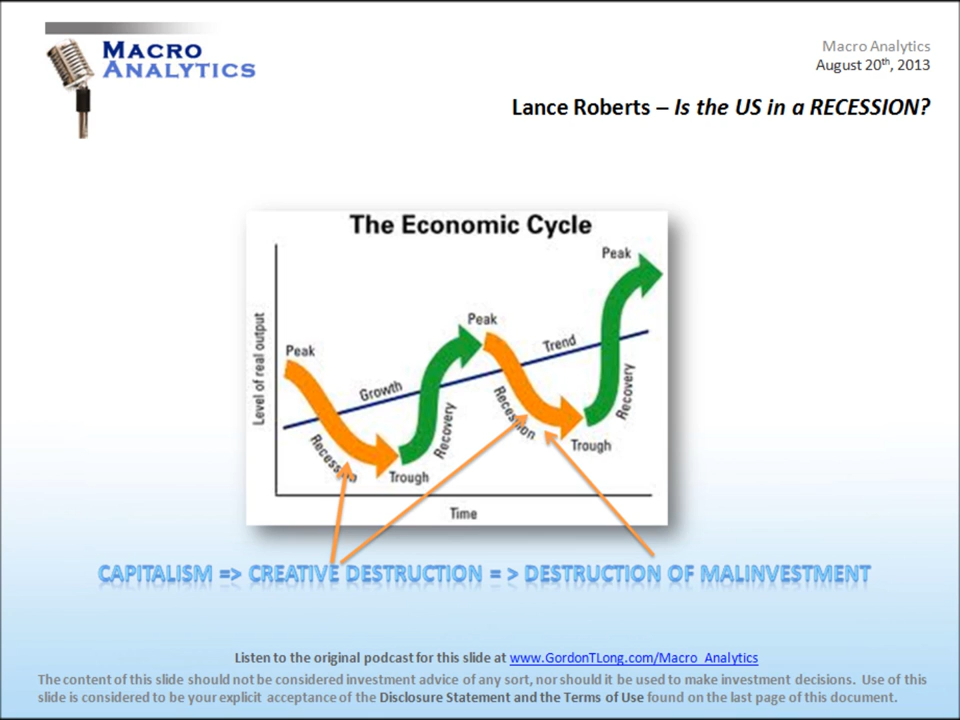 MACRO
ANALYTICS
Macro Analytics
August 20th, 2013
Lance Roberts – Is the US in a RECESSION?
The Economic Cycle
Peak
Peak
Peak
Level of real output
Growth
Trend
Recession
Recovery
Recession
Recovery
Trough
Trough
Time
CAPITALISM => CREATIVE DESTRUCTION = > DESTRUCTION OF MALINVESTMENT
Listen to the original podcast for this slide at www.GordonTLong.com/Macro_Analytics
The content of this slide should not be considered investment advice of any sort, nor should it be used to make investment decisions. Use of this
slide is considered to be your explicit acceptance of the Disclosure Statement and the Terms of Use found on the last page of this document.